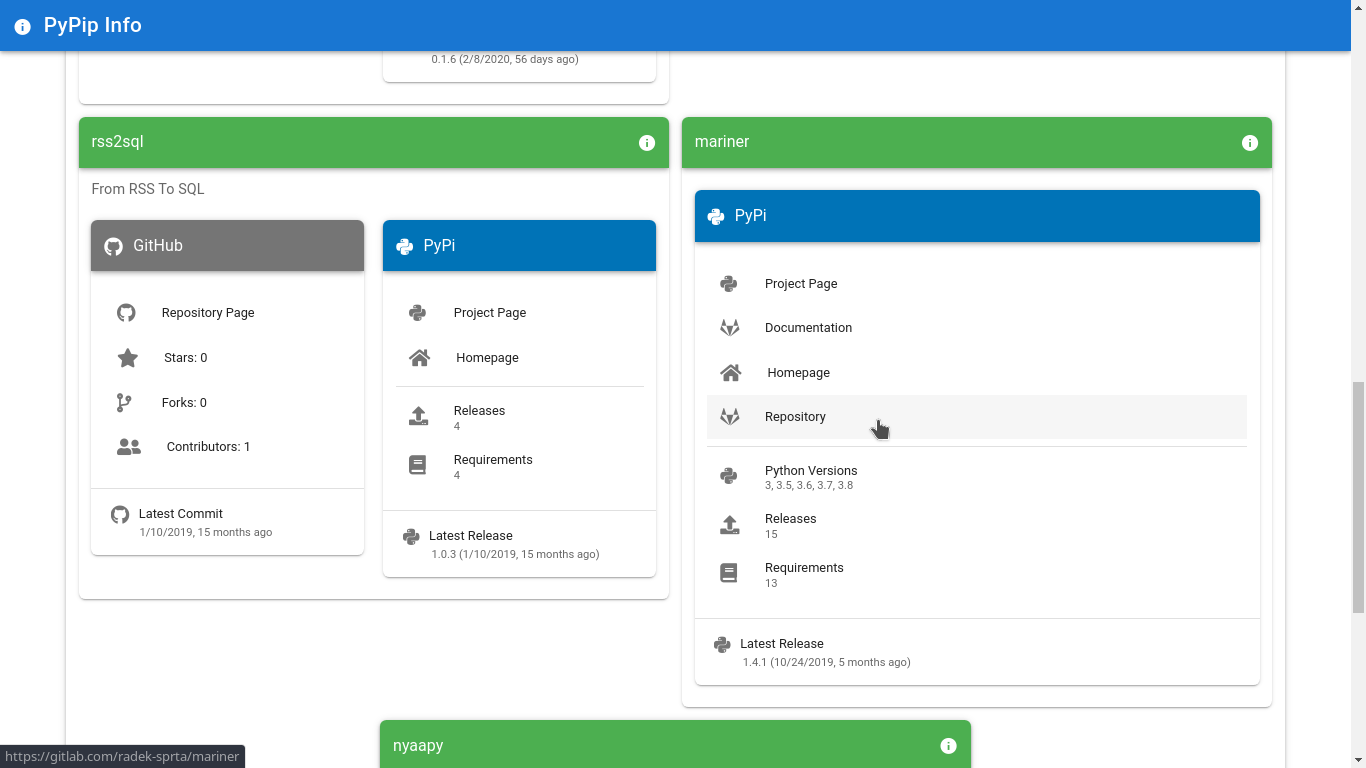 PyPip Info
0.1.6 (2/8/2020, 56 days ago)
rss2sql
From RSS To SQL
GitHub
Repository Page
Stars: 0
Forks: 0
Contributors: 1
Latest Commit
1/10/2019, 15 months ago
PyPi
Project Page
Homepage
Releases
4
Requirements
4
Latest Release
1.0.3 (1/10/2019, 15 months ago)
mariner
PyPi
Project Page
Documentation
Homepage
Repository
Python Versions
3, 3.5, 3.6, 3.7, 3.8
Releases
15
Requirements
13
Latest Release
1.4.1 (10/24/2019, 5 months ago)
nyaapy
https://gitlab.com/radek-sprta/mariner